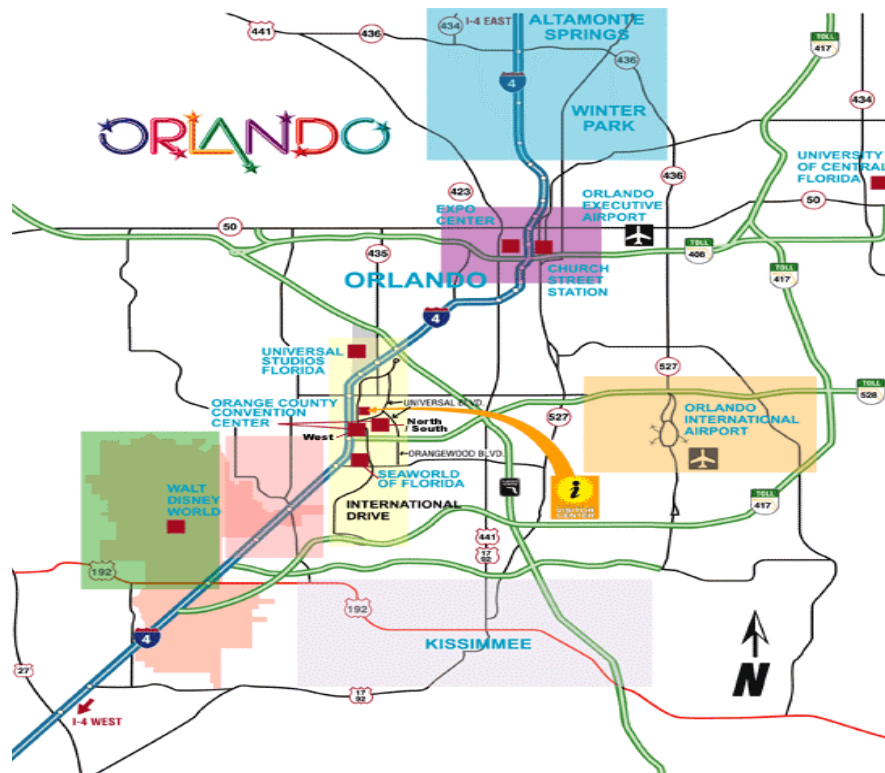 441
436
434
I-4 EAST
ALTAMONTE
SPRINGS
436
TOLL
417
4
434
WINTER
PARK
ORLANDO
436
UNIVERSITY
OF CENTRAL
FLORIDA
423
ORLANDO
EXECUTIVE
AIRPORT
EXPO
CENTER
50
50
435
TOLL
408
CHURCH
STREET
STATION
TOLL
417
ORLANDO
4
UNIVERSAL
STUDIOS
FLORIDA
527
TOLL
528
ORANGE COUNTY
CONVENTION
CENTER
UNIVERSAL BLVD.
North
/ South
West
527
ORLANDO
INTERNATIONAL
AIRPORT
ORANGEWOOD BLVD.
SEAWORLD
OF FLORIDA
WALT
DISNEY
WORLD
i
VISITOR
CENTER
INTERNATIONAL
DRIVE
TOLL
417
441
17
92
192
192
4
KISSIMMEE
27
17
92
N
I-4 WEST